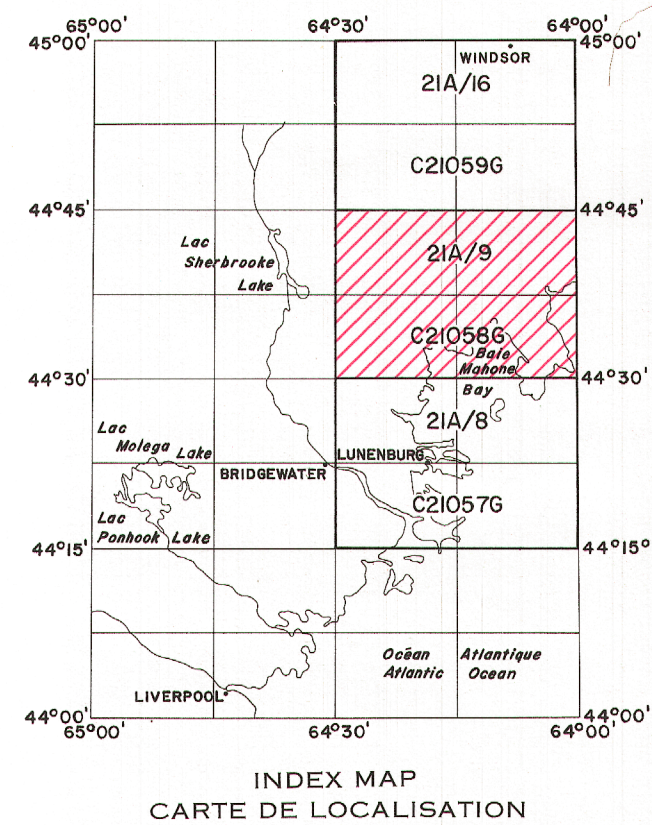 65°00' 64°30' 64°00'
45°00' 45°00'
WINDSOR
21A/16
C21059G
44°45' 44°45'
Lac
Sherbrooke
Lake
21A/9
C21058G
Baie
Mahone
Bay
44°30' 44°30'
21A/8
Lac
Molega Lake
LUNENBURG
BRIDGEWATER
C21057G
Lac
Ponhook Lake
44°15' 44°15'
Océan Atlantique
Atlantic Ocean
LIVERPOOL
44°00' 44°00'
65°00' 64°30' 64°00'
INDEX MAP
CARTE DE LOCALISATION